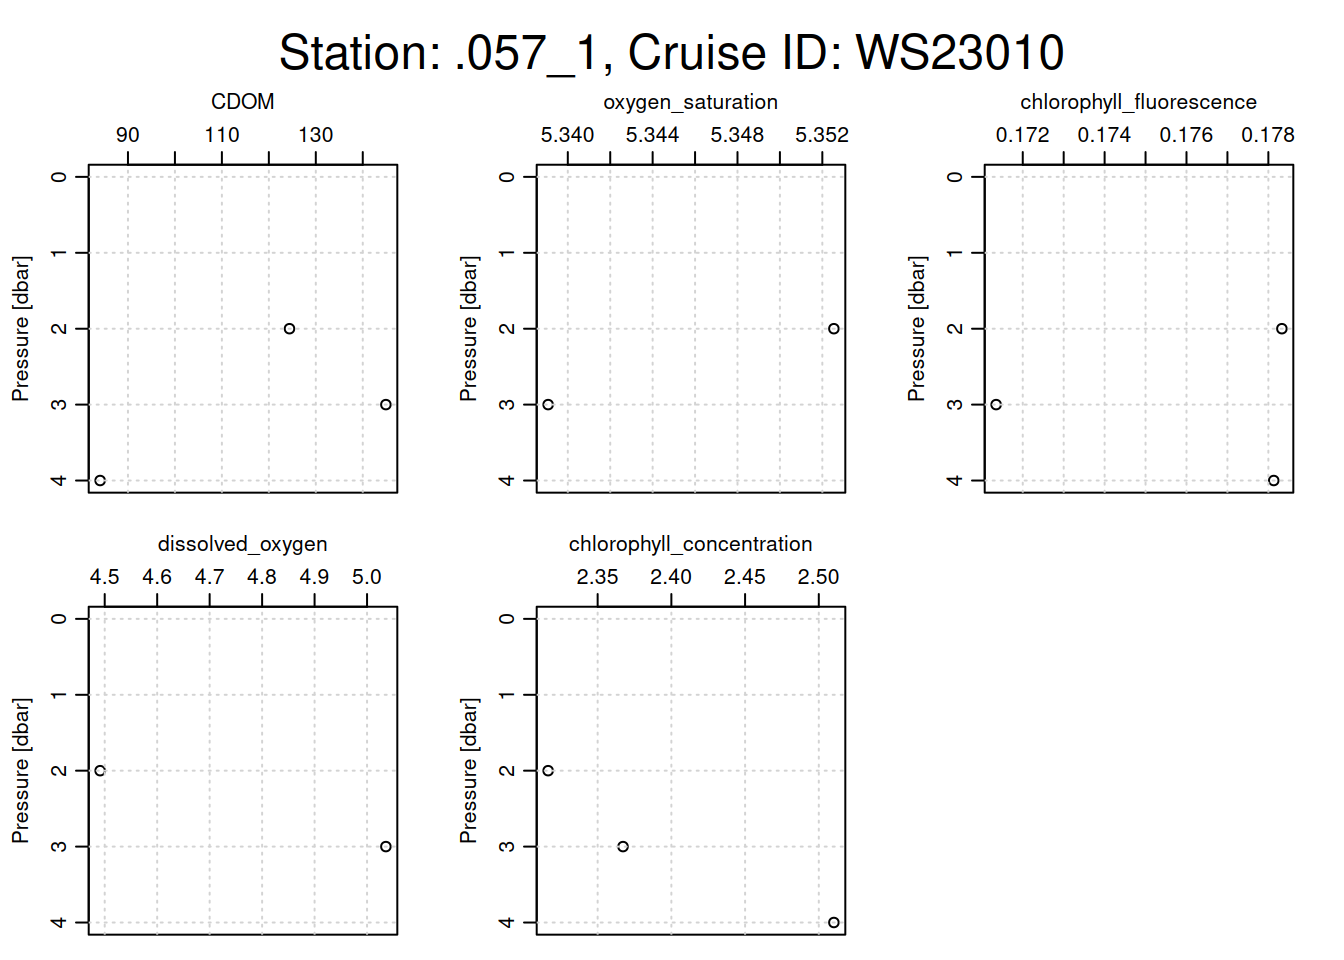 Station: .057_1, Cruise ID: WS23010
CDOM
90 110 130
0
1
2
3
4
Pressure [dbar]
oxygen_saturation
5.340 5.344 5.348 5.352
0
1
2
3
4
Pressure [dbar]
chlorophyll_fluorescence
0.172 0.174 0.176 0.178
0
1
2
3
4
Pressure [dbar]
dissolved_oxygen
4.5 4.6 4.7 4.8 4.9 5.0
0
1
2
3
4
Pressure [dbar]
chlorophyll_concentration
2.35 2.40 2.45 2.50
0
1
2
3
4
Pressure [dbar]